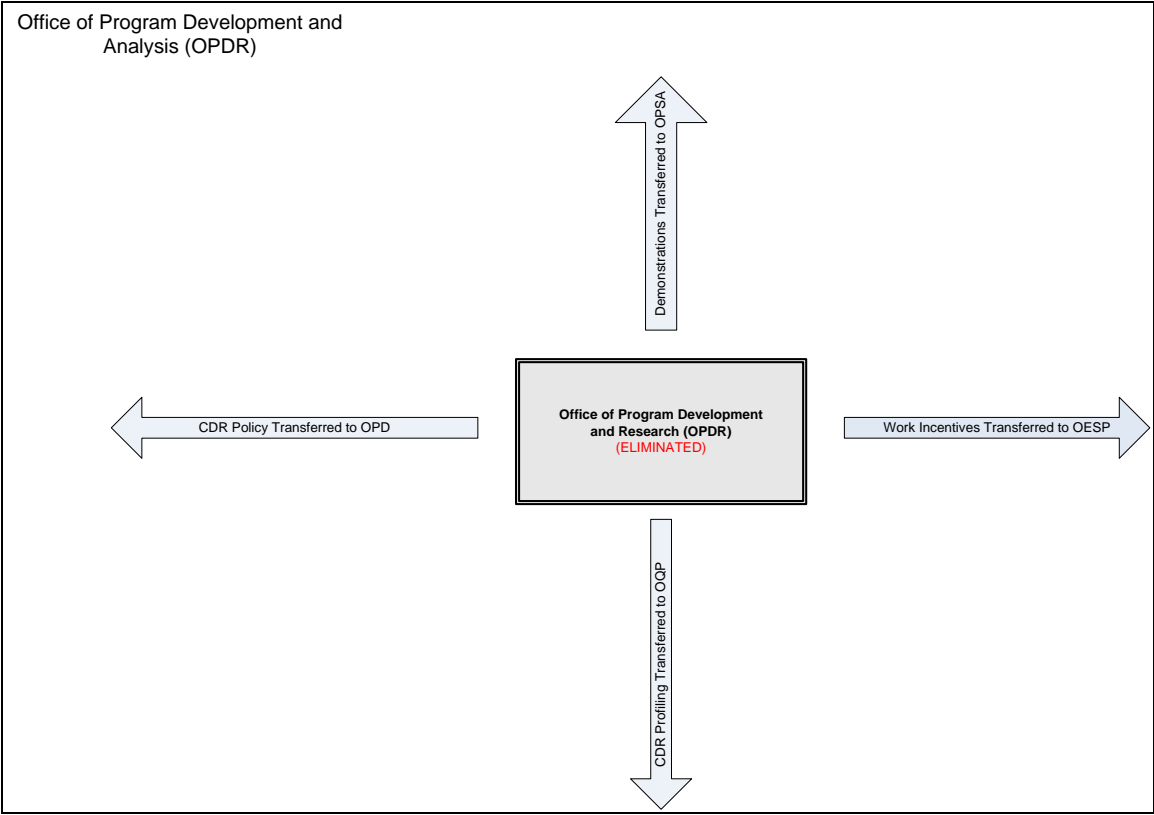 Office of Program Development and
Analysis (OPDR)
Demonstrations Transferred to OPSA
CDR Policy Transferred to OPD
Office of Program Development
and Research (OPDR)
(ELIMINATED)
Work Incentives Transferred to OESP
CDR Profiling Transferred to OQP